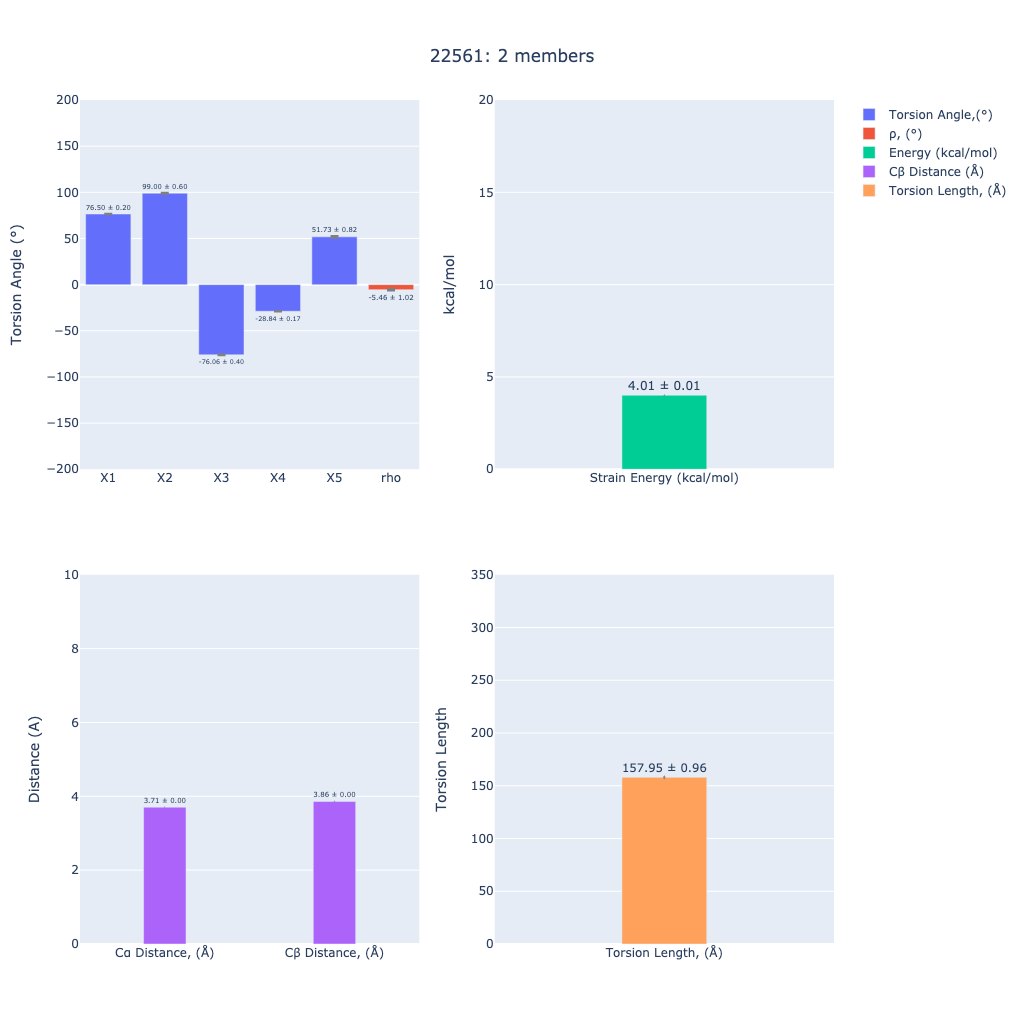 22561: 2 members
200
150
100
50
0
−50
−100
−150
−200
Torsion Angle (°)
76.50 ± 0.20
99.00 ± 0.60
-76.06 ± 0.40
-28.84 ± 0.17
51.73 ± 0.82
-5.46 ± 1.02
X1
X2
X3
X4
X5
rho
20
15
10
5
0
kcal/mol
4.01 ± 0.01
Strain Energy (kcal/mol)
Torsion Angle,(°)
ρ, (°)
Energy (kcal/mol)
Cβ Distance (Å)
Torsion Length, (Å)
10
8
6
4
2
0
Distance (A)
3.71 ± 0.00
3.86 ± 0.00
Cα Distance, (Å)
Cβ Distance, (Å)
350
300
250
200
150
100
50
0
Torsion Length
157.95 ± 0.96
Torsion Length, (Å)